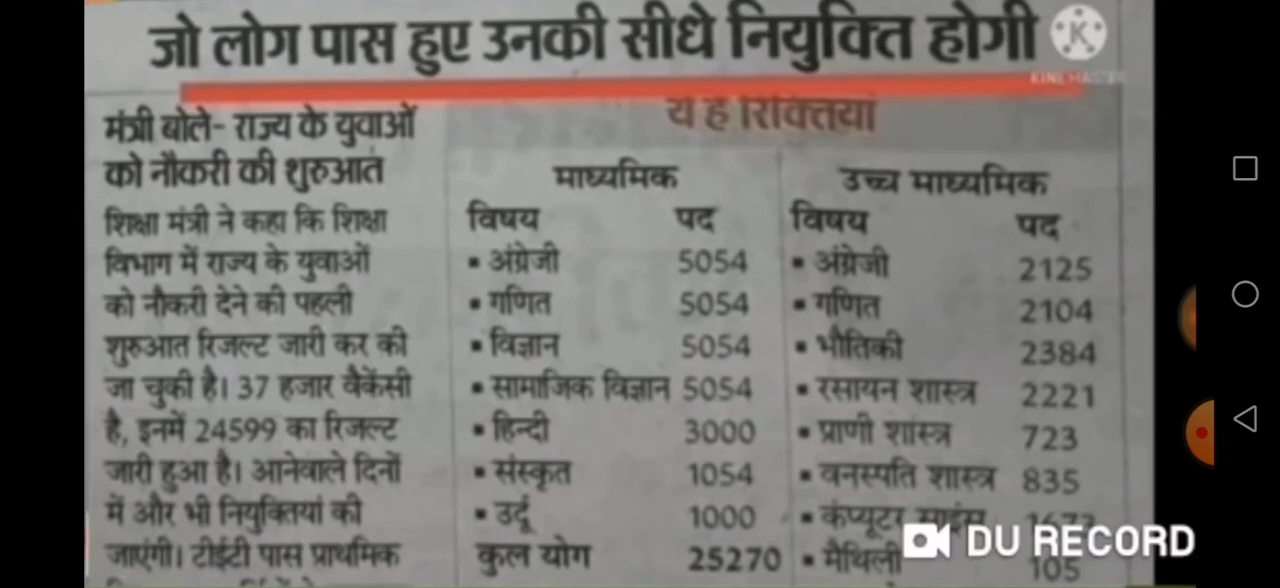 जो लोग पास हुए उनकी सीधे नियुक्ति होगी
KINEMASTER
मंत्री बोले- राज्य के युवाओं
को नौकरी की शुरुआत
शिक्षा मंत्री ने कहा कि शिक्षा
विभाग में राज्य के युवाओं
को नौकरी देने की पहली
शुरुआत रिजल्ट जारी कर की
जा चुकी है। 37 हजार वैकेंसी
है, इनमें 24599 का रिजल्ट
जारी हुआ है। आनेवाले दिनों
में और भी नियुक्तियां की
जाएंगी। टीईटी पास प्राथमिक
ये है रिक्तियां
माध्यमिक
विषय पद
▪ अंग्रेजी 5054
▪ गणित 5054
▪ विज्ञान 5054
▪ सामाजिक विज्ञान 5054
▪ हिन्दी 3000
▪ संस्कृत 1054
▪ उर्दू 1000
कुल योग 25270
उच्च माध्यमिक
विषय पद
▪ अंग्रेजी 2125
▪ गणित 2104
▪ भौतिकी 2384
▪ रसायन शास्त्र 2221
▪ प्राणी शास्त्र 723
▪ वनस्पति शास्त्र 835
▪ कंप्यूटर
▪ मैथिली 105
DU RECORD